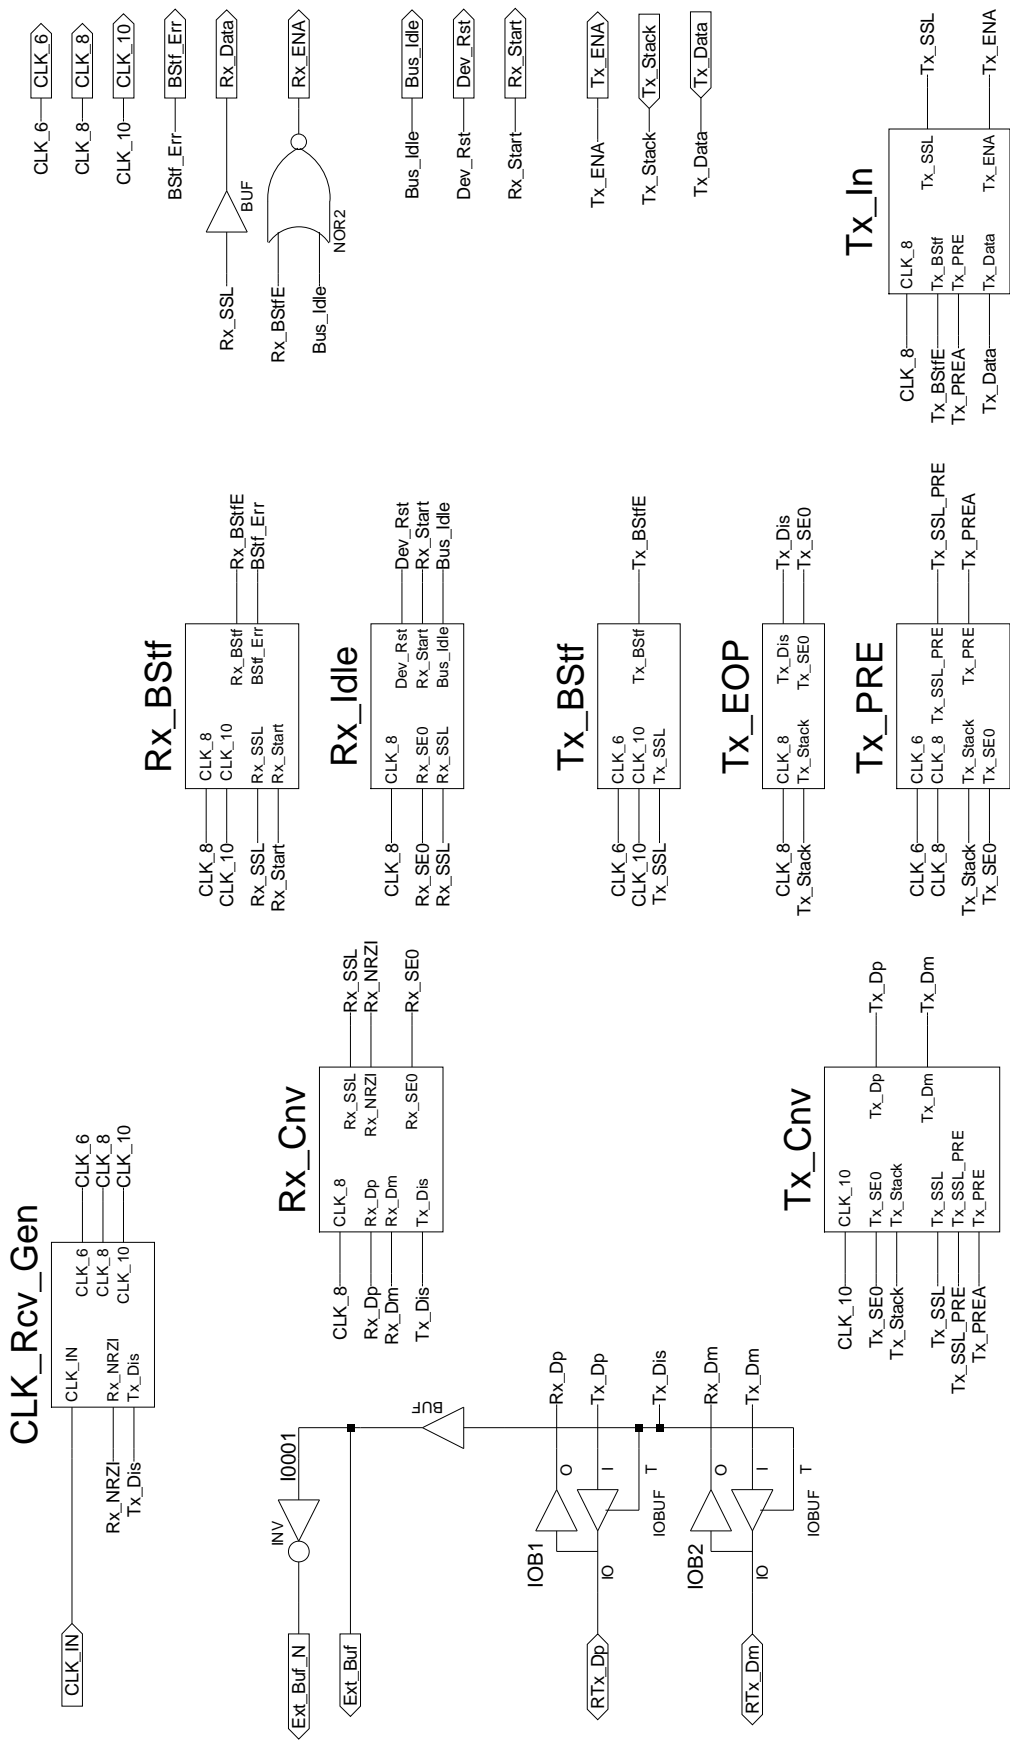 CLK_Rcv_Gen
CLK_IN
CLK_IN
CLK_6
CLK_6
CLK_8
CLK_8
CLK_10
CLK_10
Rx_NRZI
Rx_NRZI
Tx_Dis
Tx_Dis
Ext_Buf_N
INV
I0001
Ext_Buf
BUF
IOB1
RTx_Dp
IO
O
Rx_Dp
I
Tx_Dp
T
IOBUF
Tx_Dis
IOB2
RTx_Dm
IO
O
Rx_Dm
I
Tx_Dm
T
IOBUF
Rx_Cnv
CLK_8
CLK_8
Rx_SSL
Rx_SSL
Rx_Dp
Rx_Dp
Rx_NRZI
Rx_NRZI
Rx_Dm
Rx_Dm
Tx_Dis
Tx_Dis
Rx_SE0
Rx_SE0
Tx_Cnv
CLK_10
CLK_10
Tx_SE0
Tx_SE0
Tx_Dp
Tx_Dp
Tx_Stack
Tx_Stack
Tx_SSL
Tx_SSL
Tx_Dm
Tx_Dm
Tx_SSL_PRE
Tx_SSL_PRE
Tx_PREA
Tx_PRE
Rx_BStf
CLK_8
CLK_8
CLK_10
CLK_10
Rx_BStf
Rx_BStfE
Rx_SSL
Rx_SSL
BStf_Err
BStf_Err
Rx_Start
Rx_Start
Rx_Idle
CLK_8
CLK_8
Dev_Rst
Dev_Rst
Rx_SE0
Rx_SE0
Rx_Start
Rx_Start
Rx_SSL
Rx_SSL
Bus_Idle
Bus_Idle
Tx_BStf
CLK_6
CLK_6
CLK_10
CLK_10
Tx_BStf
Tx_BStfE
Tx_SSL
Tx_SSL
Tx_EOP
CLK_8
CLK_8
Tx_Dis
Tx_Dis
Tx_Stack
Tx_Stack
Tx_SE0
Tx_SE0
Tx_PRE
CLK_6
CLK_6
CLK_8
CLK_8
Tx_SSL_PRE
Tx_SSL_PRE
Tx_Stack
Tx_Stack
Tx_PRE
Tx_PREA
Tx_SE0
Tx_SE0
CLK_6
CLK_6
CLK_8
CLK_8
CLK_10
CLK_10
BStf_Err
BStf_Err
Rx_SSL
BUF
Rx_Data
Rx_BStfE
Bus_Idle
NOR2
Rx_ENA
Bus_Idle
Bus_Idle
Dev_Rst
Dev_Rst
Rx_Start
Rx_Start
Tx_ENA
Tx_ENA
Tx_Stack
Tx_Stack
Tx_Data
Tx_Data
Tx_In
CLK_8
CLK_8
Tx_SSL
Tx_SSL
Tx_BStfE
Tx_BStf
Tx_PREA
Tx_PRE
Tx_Data
Tx_Data
Tx_ENA
Tx_ENA